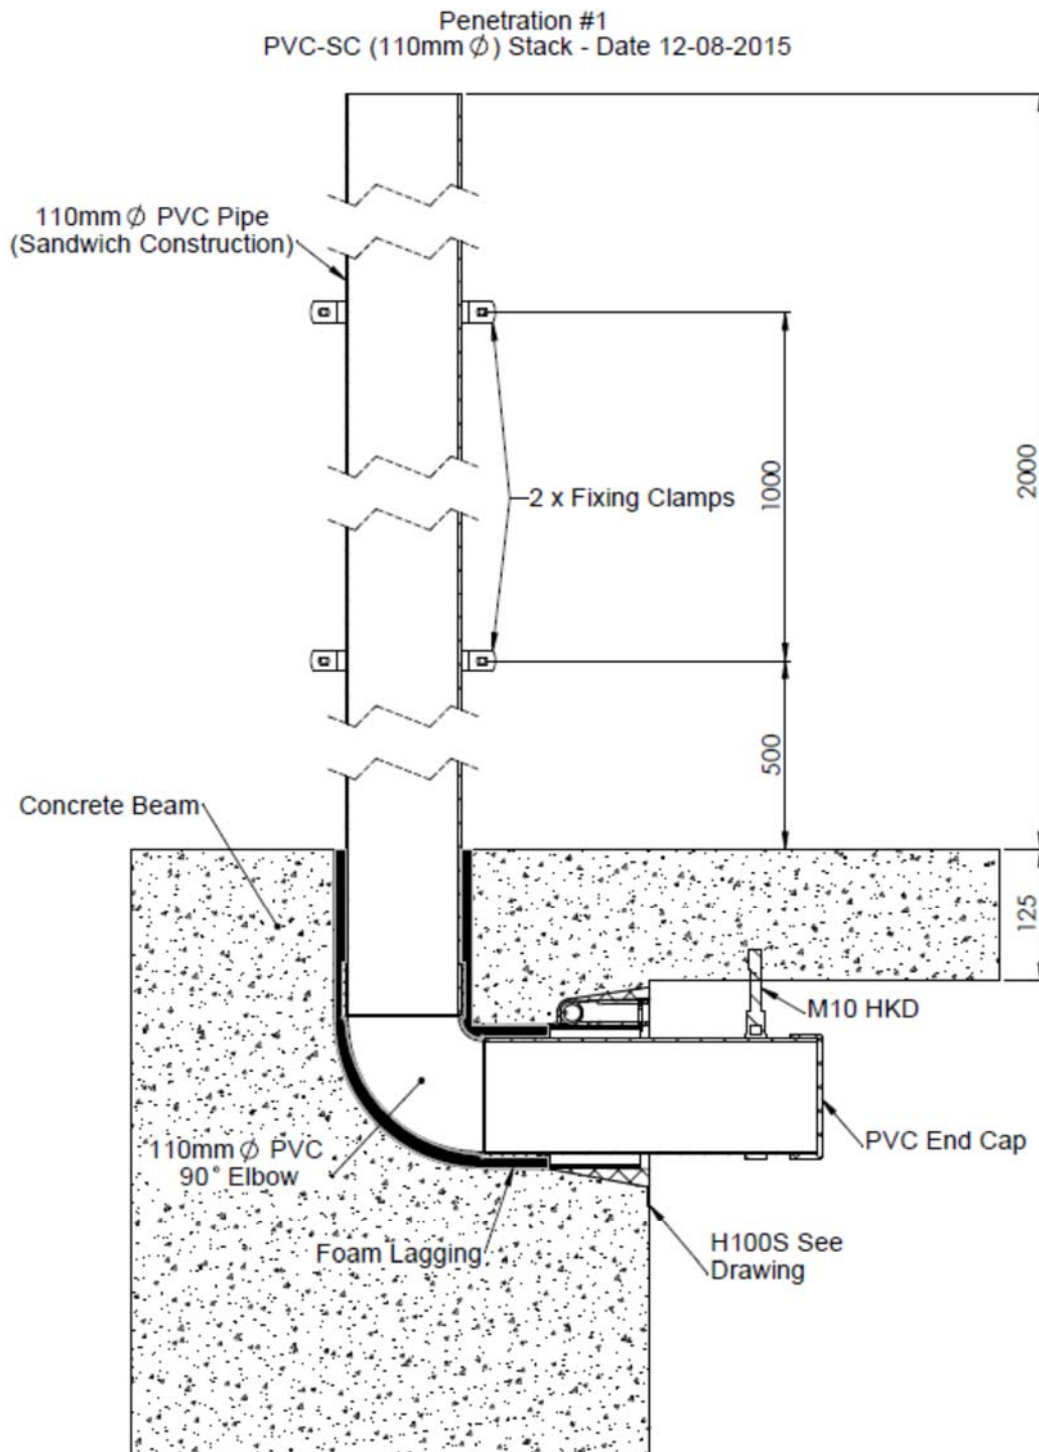 Penetration #1
PVC-SC (110mm∅) Stack - Date 12-08-2015
110mm∅ PVC Pipe
(Sandwich Construction)
2 x Fixing Clamps
1000
2000
500
Concrete Beam
125
M10 HKD
PVC End Cap
110mm∅ PVC
90° Elbow
Foam Lagging
H100S See
Drawing